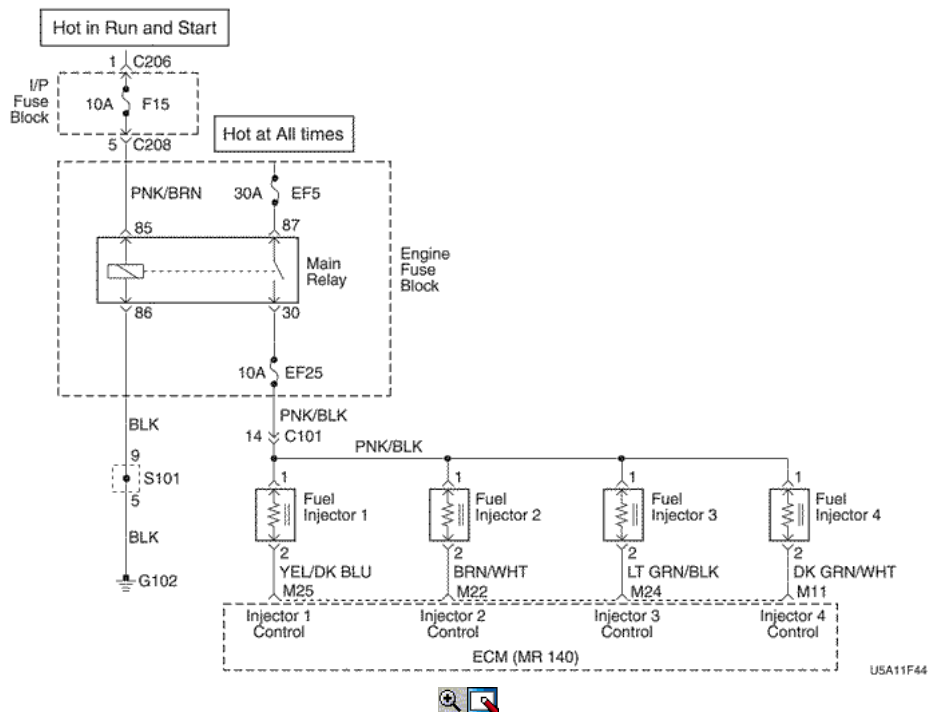 Hot in Run and Start
1 C206
I/P
Fuse
Block
10A F15
Hot at All times
5 C208
PNK/BRN
30A EF5
85
87
Main
Relay
Engine
Fuse
Block
86
30
10A EF25
BLK
PNK/BLK
14 C101
PNK/BLK
9
S101
5
1
1
1
1
Fuel
Injector 1
Fuel
Injector 2
Fuel
Injector 3
Fuel
Injector 4
BLK
2
2
2
2
G102
YEL/DK BLU
BRN/WHT
LT GRN/BLK
DK GRN/WHT
M25
M22
M24
M11
Injector 1
Control
Injector 2
Control
Injector 3
Control
Injector 4
Control
ECM (MR 140)
U5A11F44